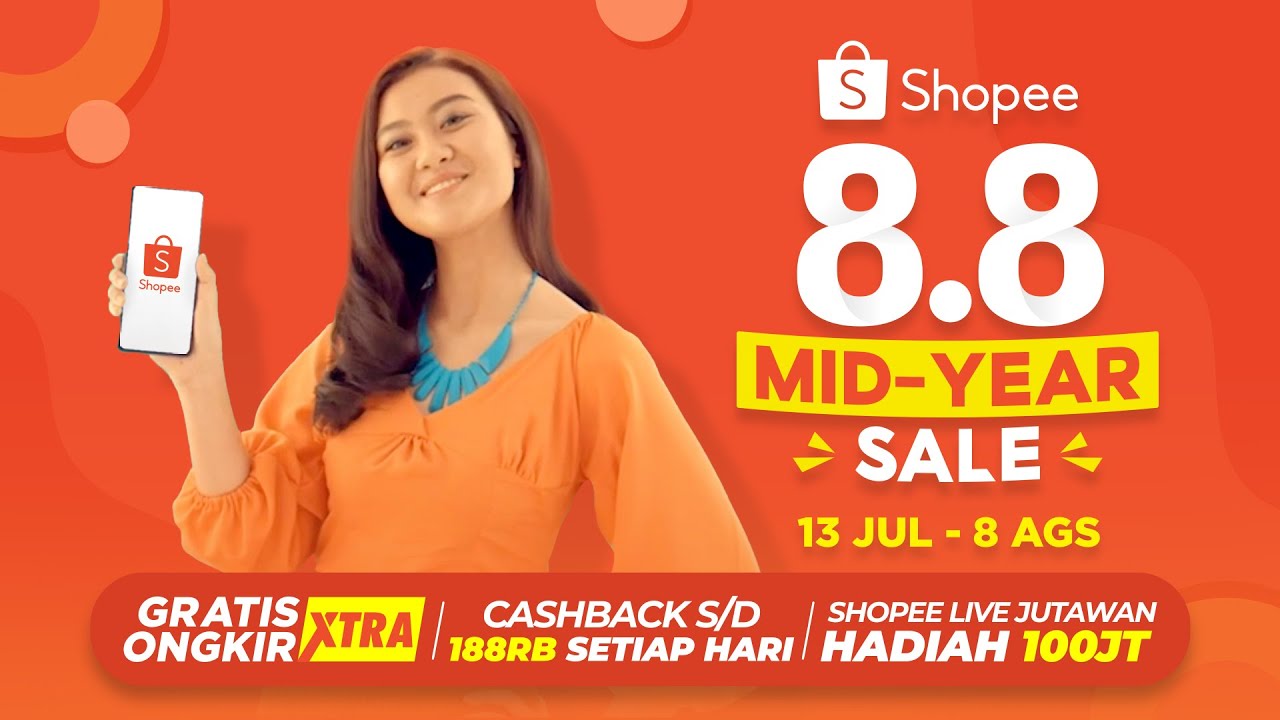 Shopee
8.8
MID-YEAR
SALE
13 JUL - 8 AGS
S
Shopee
GRATIS
ONGKIR XTRA
CASHBACK S/D
188RB SETIAP HARI
SHOPEE LIVE JUTAWAN
HADIAH 100JT